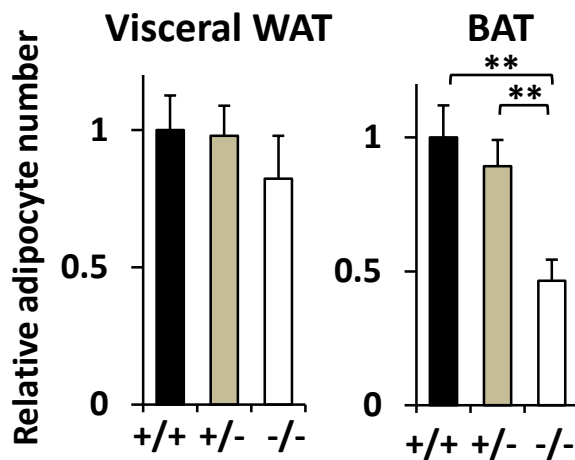 Visceral WAT
BAT
Relative adipocyte number
**
**
1
0.5
0
+/+ +/- -/-
1
0.5
0
+/+ +/- -/-